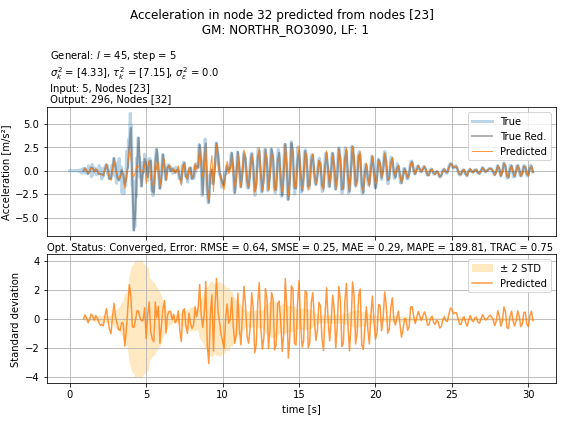 Acceleration in node 32 predicted from nodes [23]
GM: NORTHR_RO3090, LF: 1
General: l = 45, step = 5
σ²ₖ = [4.33], τ²ₖ = [7.15], σ²ₑ = 0.0
Input: 5, Nodes [23]
Output: 296, Nodes [32]
Acceleration [m/s²]
5.0
2.5
0.0
−2.5
−5.0
True
True Red.
Predicted
Opt. Status: Converged, Error: RMSE = 0.64, SMSE = 0.25, MAE = 0.29, MAPE = 189.81, TRAC = 0.75
Standard deviation
4
2
0
−2
−4
± 2 STD
Predicted
0
5
10
15
20
25
30
time [s]